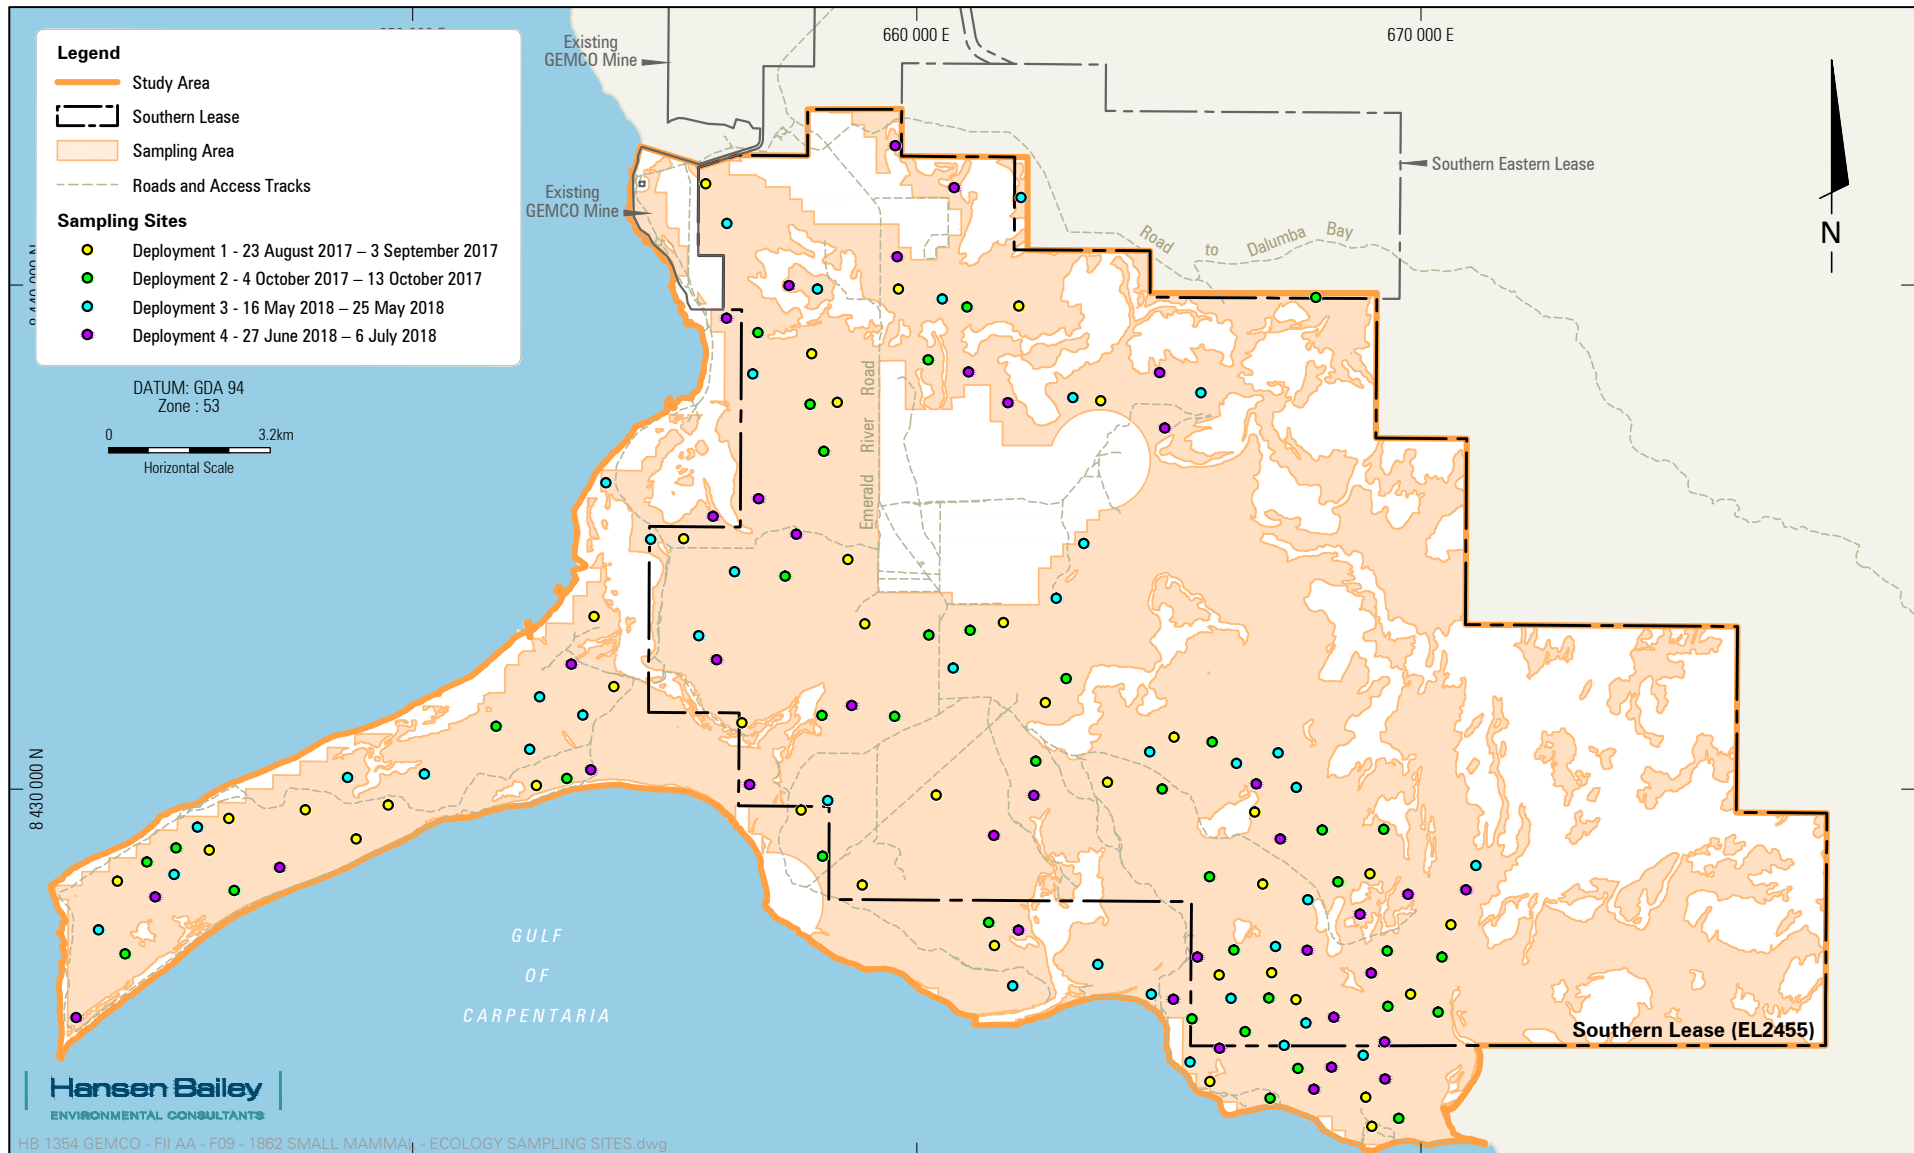 660 000 E
670 000 E
Legend
Study Area
Southern Lease
Sampling Area
Roads and Access Tracks
Sampling Sites
Deployment 1 - 23 August 2017 – 3 September 2017
Deployment 2 - 4 October 2017 – 13 October 2017
Deployment 3 - 16 May 2018 – 25 May 2018
Deployment 4 - 27 June 2018 – 6 July 2018
Existing
GEMCO Mine
Existing
GEMCO Mine
Southern Eastern Lease
Road to Dalumba Bay
N
DATUM: GDA 94
Zone : 53
0 3.2km
Horizontal Scale
Emerald River Road
8 430 000 N
GULF
OF
CARPENTARIA
Southern Lease (EL2455)
Hansen Bailey
ENVIRONMENTAL CONSULTANTS
HB 1354 GEMCO - FII AA - F09 - 1862 SMALL MAMMAL - ECOLOGY SAMPLING SITES.dwg